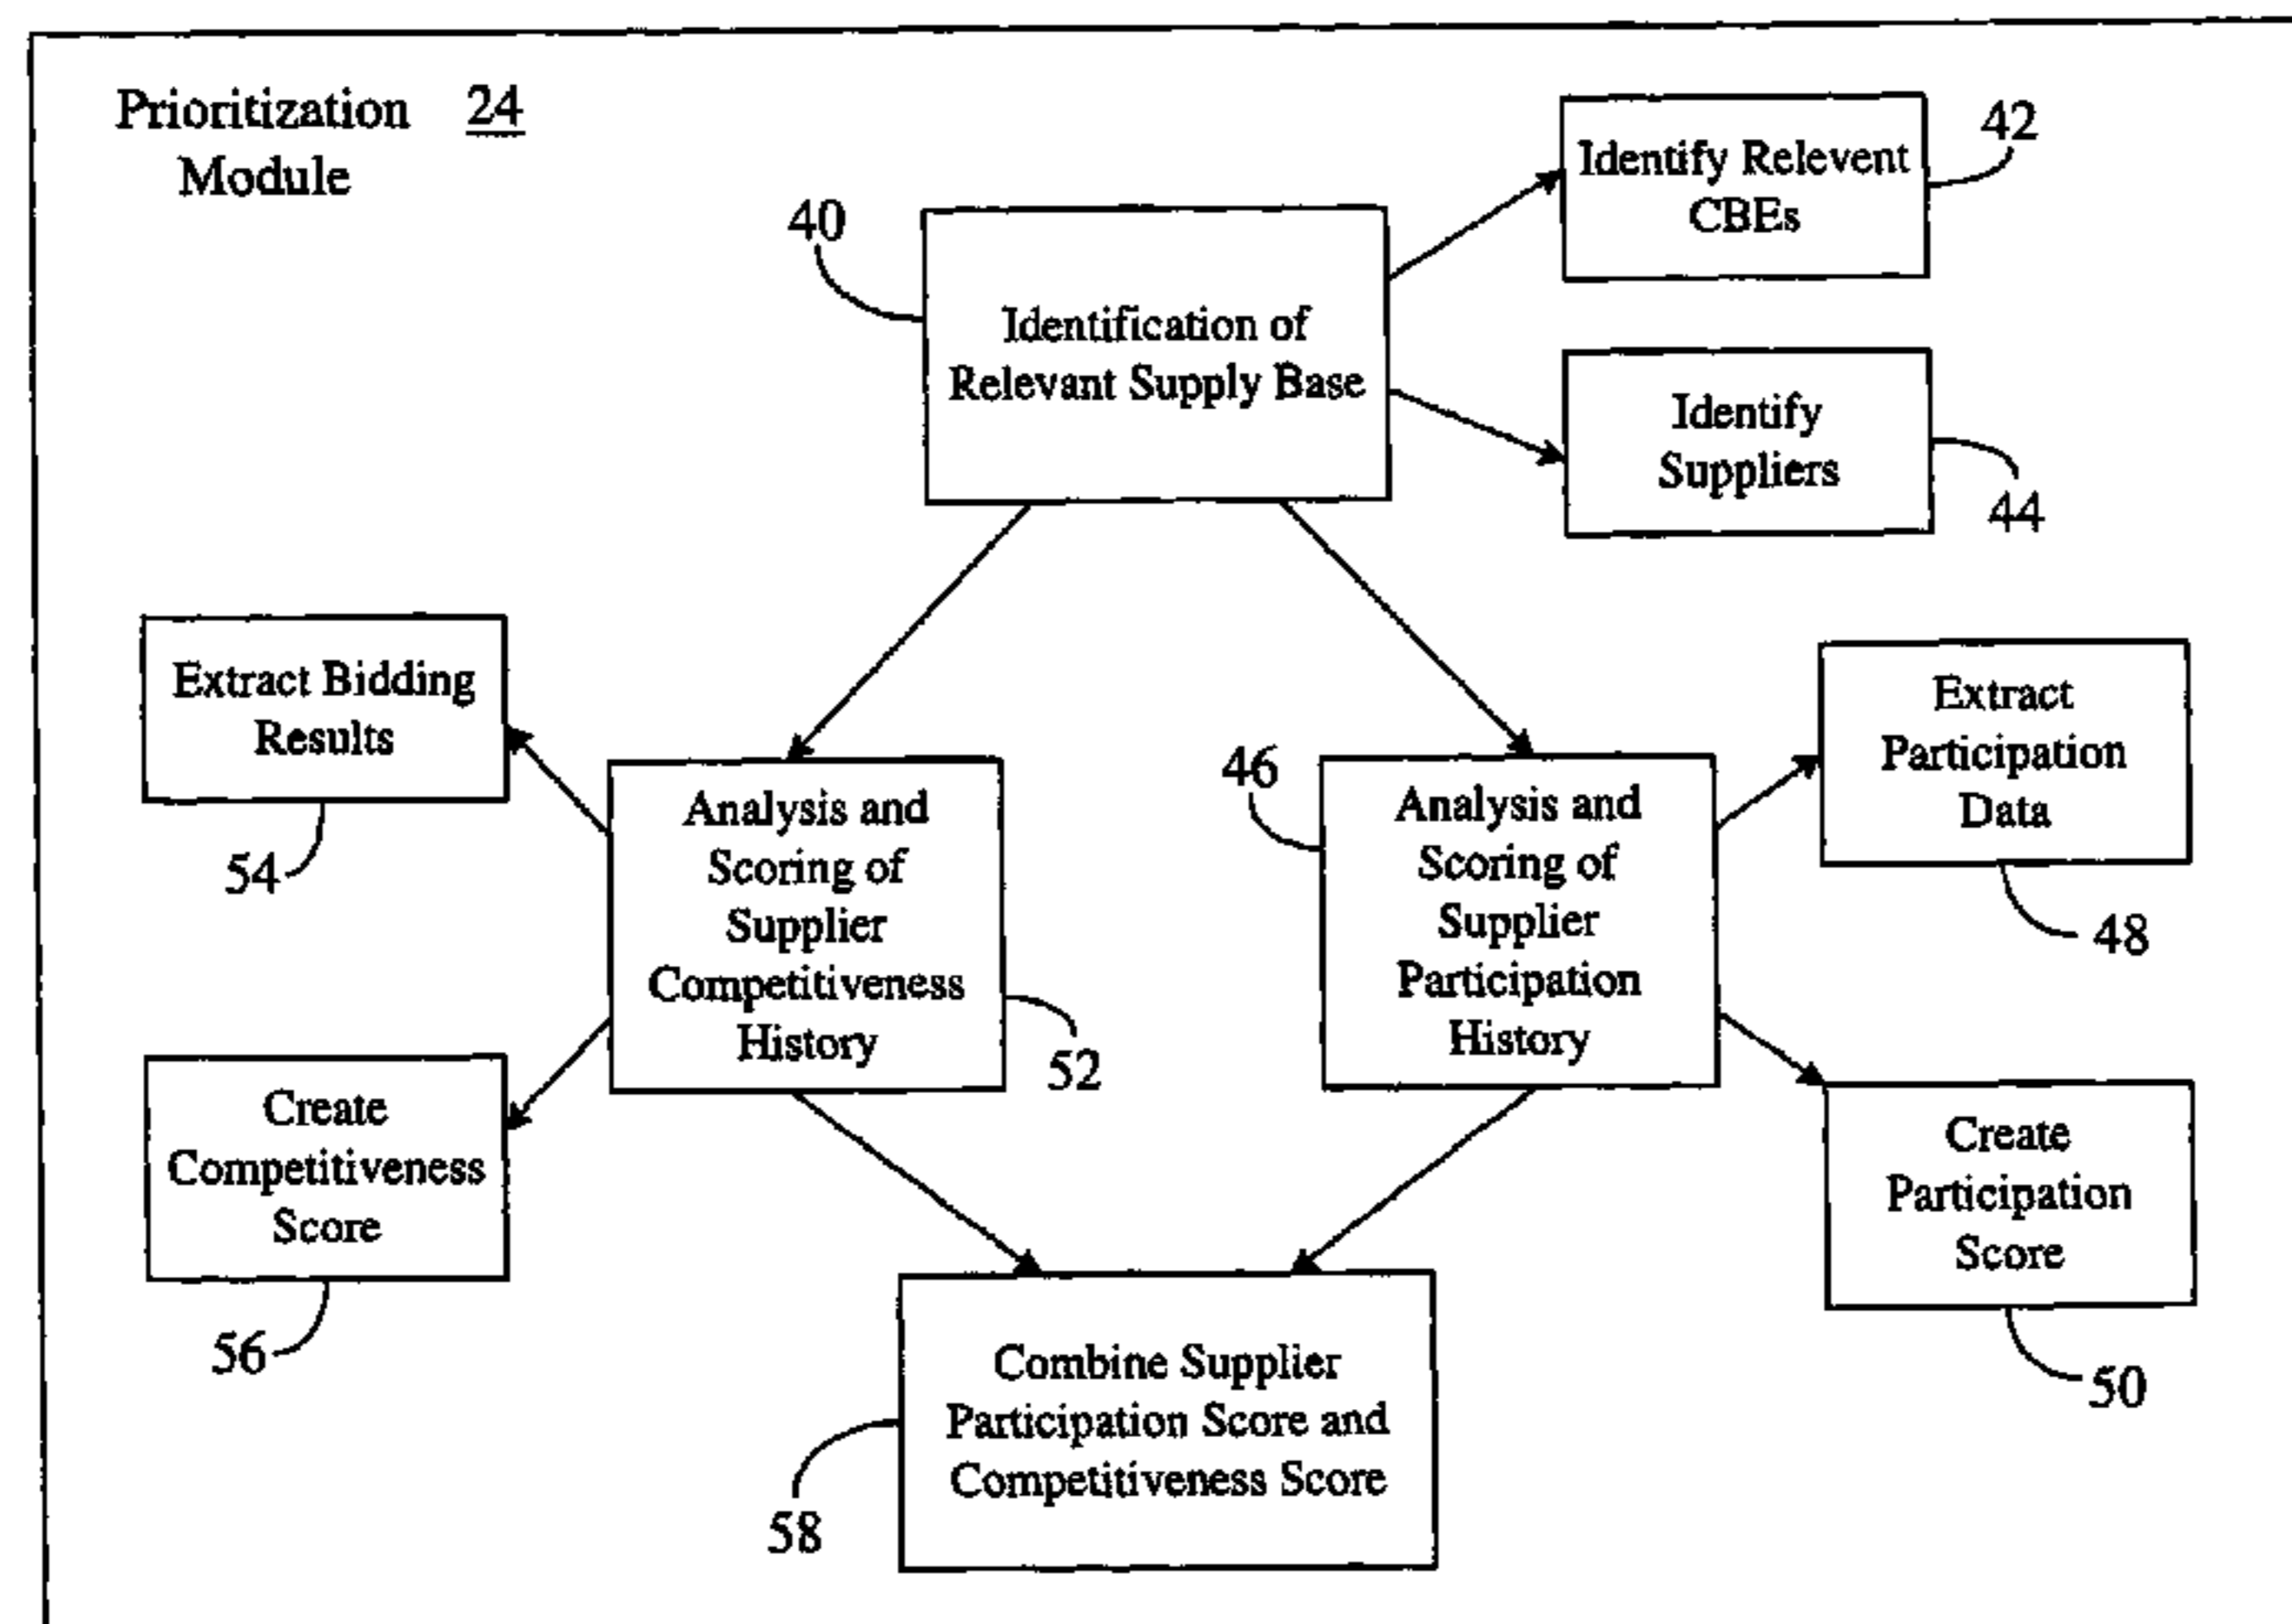 Prioritization 24
Module
40
Identification of
Relevant Supply Base
Identify Relevent
CBEs
42
Identify
Suppliers
44
Extract Bidding
Results
54
Analysis and
Scoring of
Supplier
Competitiveness
History
52
46
Analysis and
Scoring of
Supplier
Participation
History
Extract
Participation
Data
48
Create
Competitiveness
Score
56
Create
Participation
Score
50
Combine Supplier
Participation Score and
Competitiveness Score
58